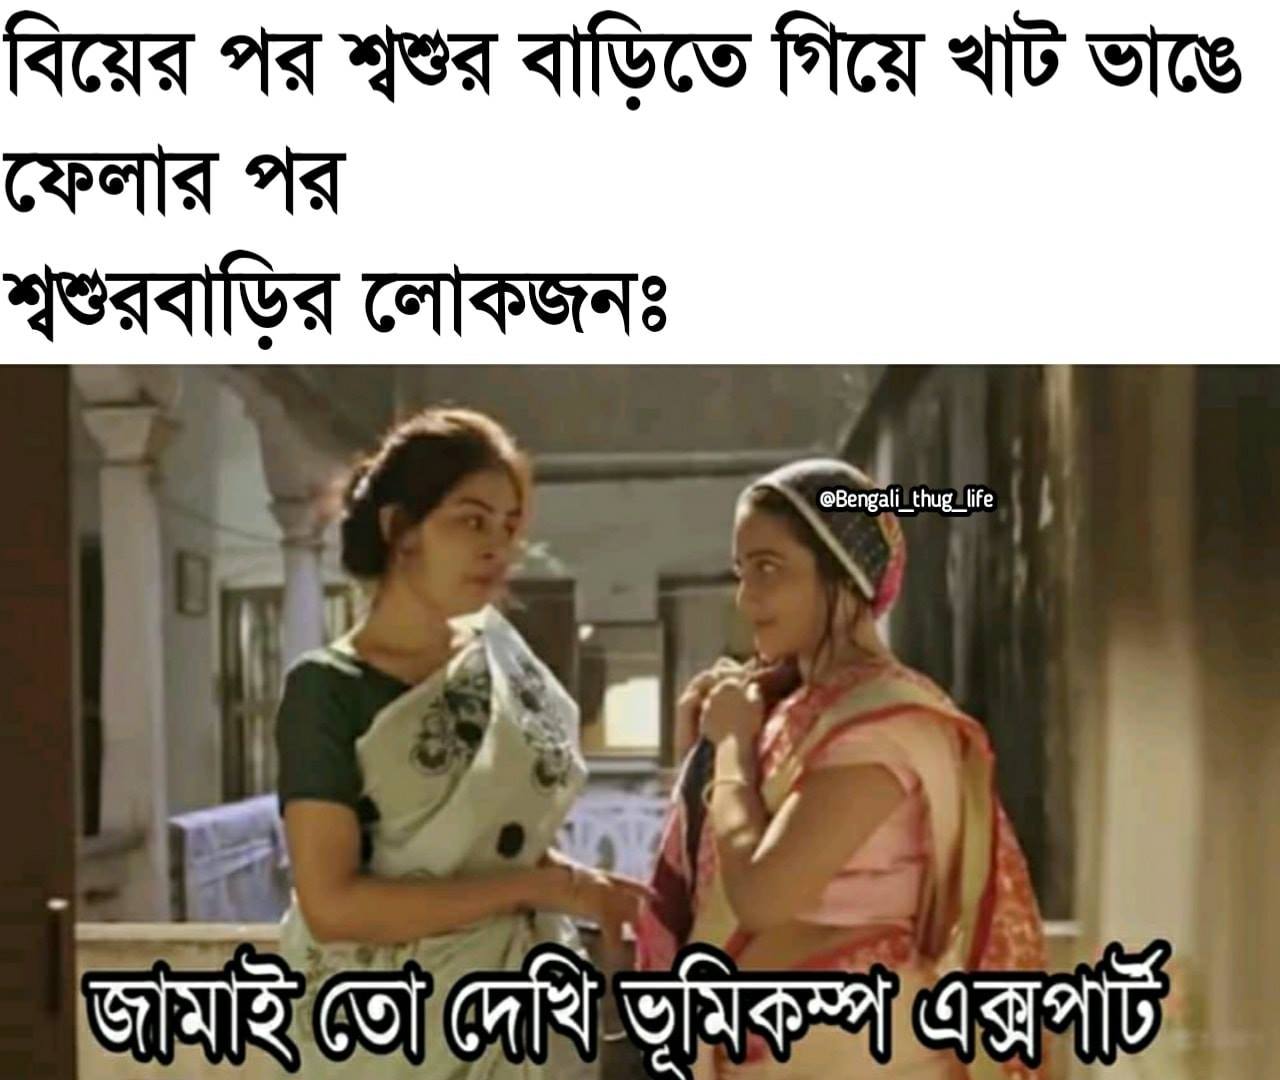 বিয়ের পর শ্বশুর বাড়িতে গিয়ে খাট ভাঙে
ফেলার পর
শ্বশুরবাড়ির লোকজনঃ
@Bengali_thug_life
জামাই তো দেখি ভূমিকম্প এক্সপার্ট